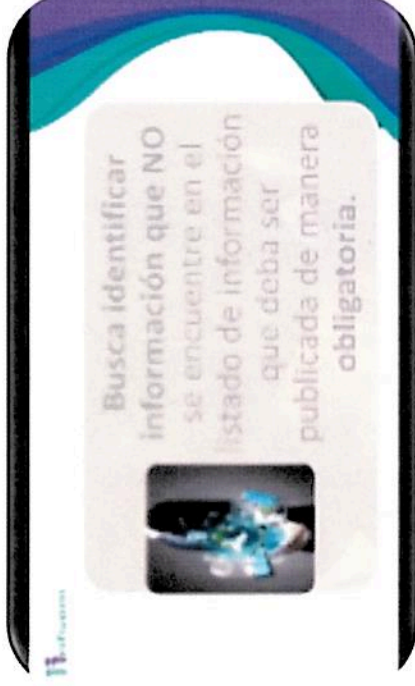 Busca identificar
información que NO
se encuentre en el
listado de información
que deba ser
publicada de manera
obligatoria.